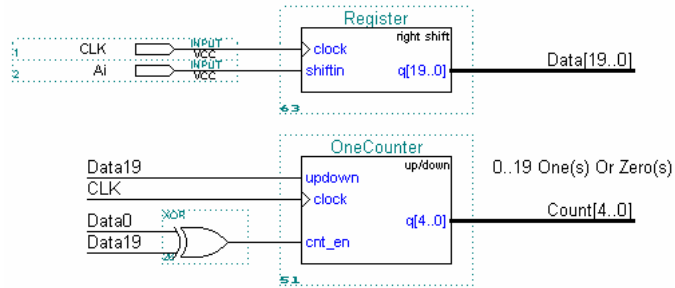 Register
right shift
1 CLK INPUT VCC
2 Ai INPUT VCC
clock
shiftin q[19..0]
Data[19..0]
63
OneCounter
up/down
Data19
updown
0..19 One(s) Or Zero(s)
CLK
clock
q[4..0]
Count[4..0]
Data0
XOR
Data19
cnt_en
51